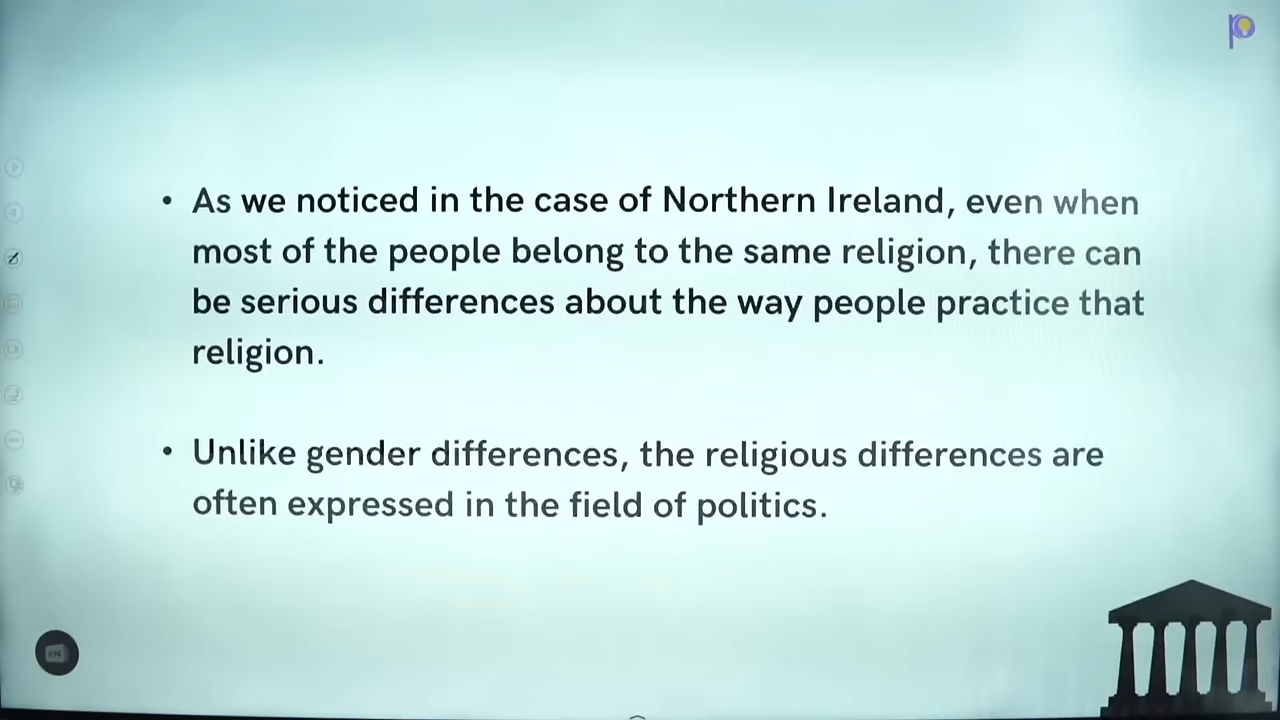 • As we noticed in the case of Northern Ireland, even when
most of the people belong to the same religion, there can
be serious differences about the way people practice that
religion.
• Unlike gender differences, the religious differences are
often expressed in the field of politics.